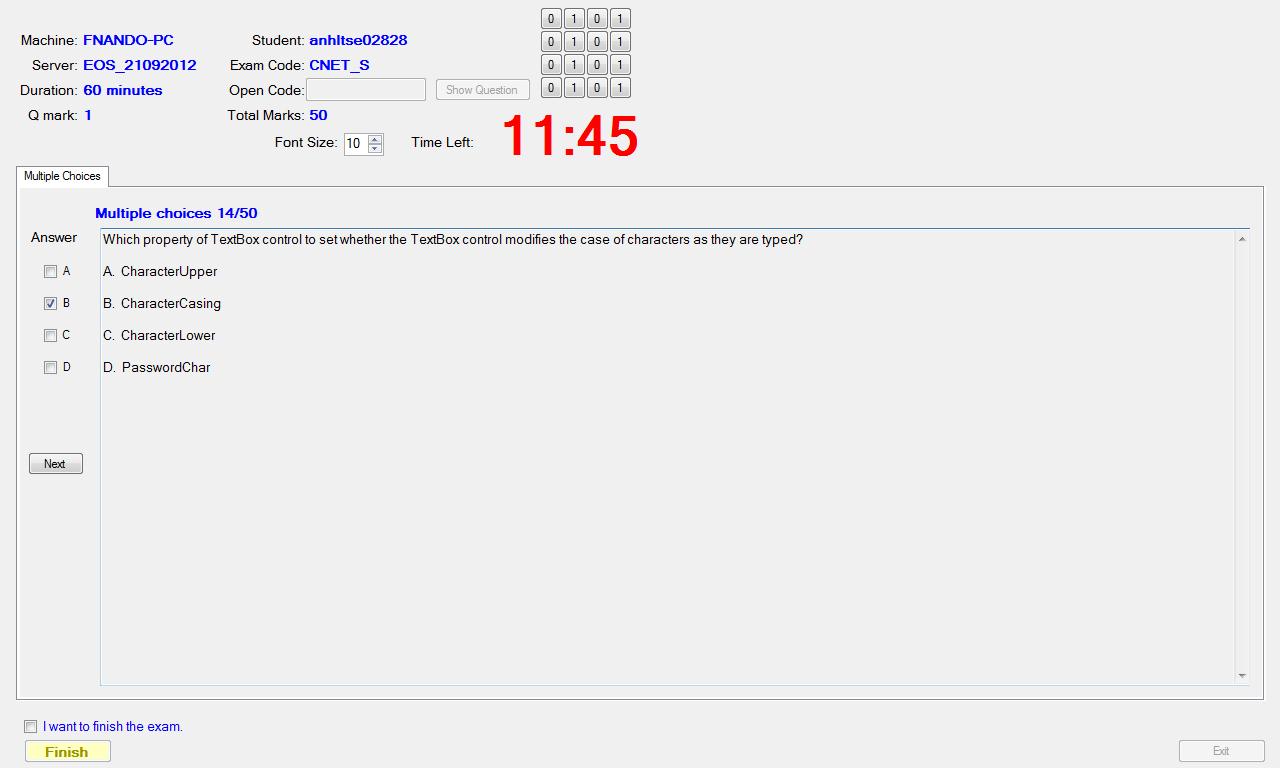 Machine: FNANDO-PC Student: anhltse02828
Server: EOS_21092012 Exam Code: CNET_S
Duration: 60 minutes Open Code: Show Question
Q mark: 1 Total Marks: 50
0 1 0 1
0 1 0 1
0 1 0 1
0 1 0 1
Font Size: 10 Time Left: 11:45
Multiple Choices
Multiple choices 14/50
Answer
Which property of TextBox control to set whether the TextBox control modifies the case of characters as they are typed?
A A. CharacterUpper
B B. CharacterCasing
C C. CharacterLower
D D. PasswordChar
Next
I want to finish the exam.
Finish
Exit